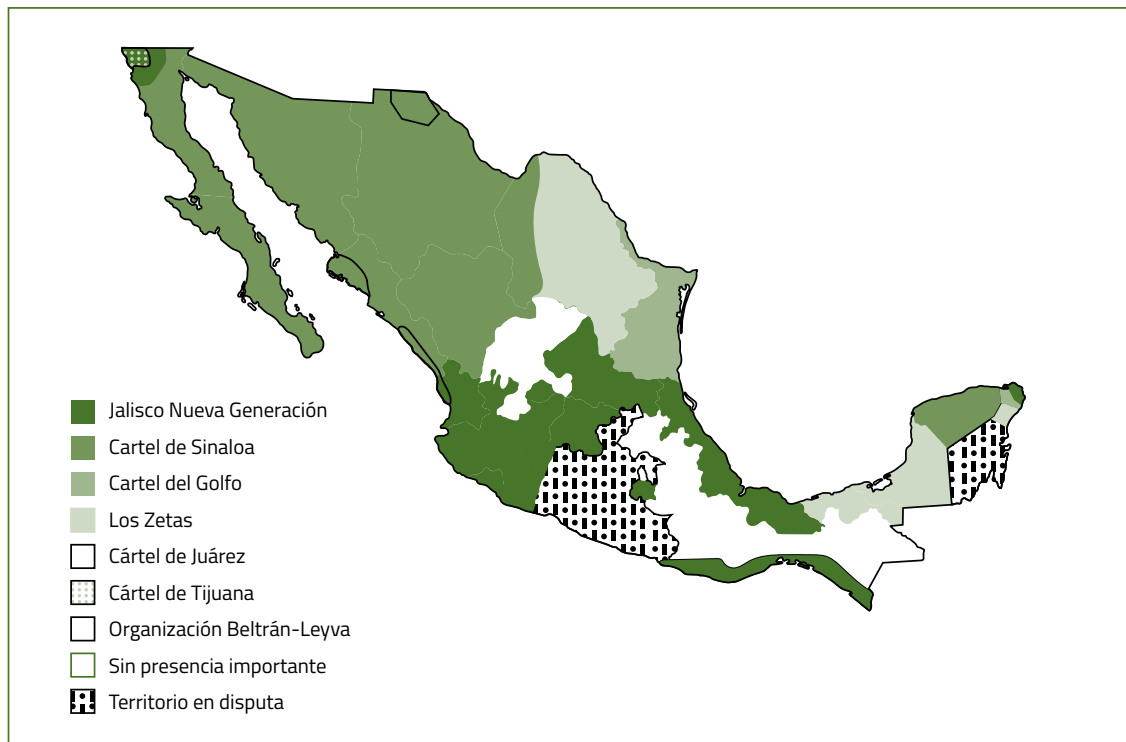 Jalisco Nueva Generación
Cartel de Sinaloa
Cartel del Golfo
Los Zetas
Cártel de Juárez
Cártel de Tijuana
Organización Beltrán-Leyva
Sin presencia importante
Territorio en disputa